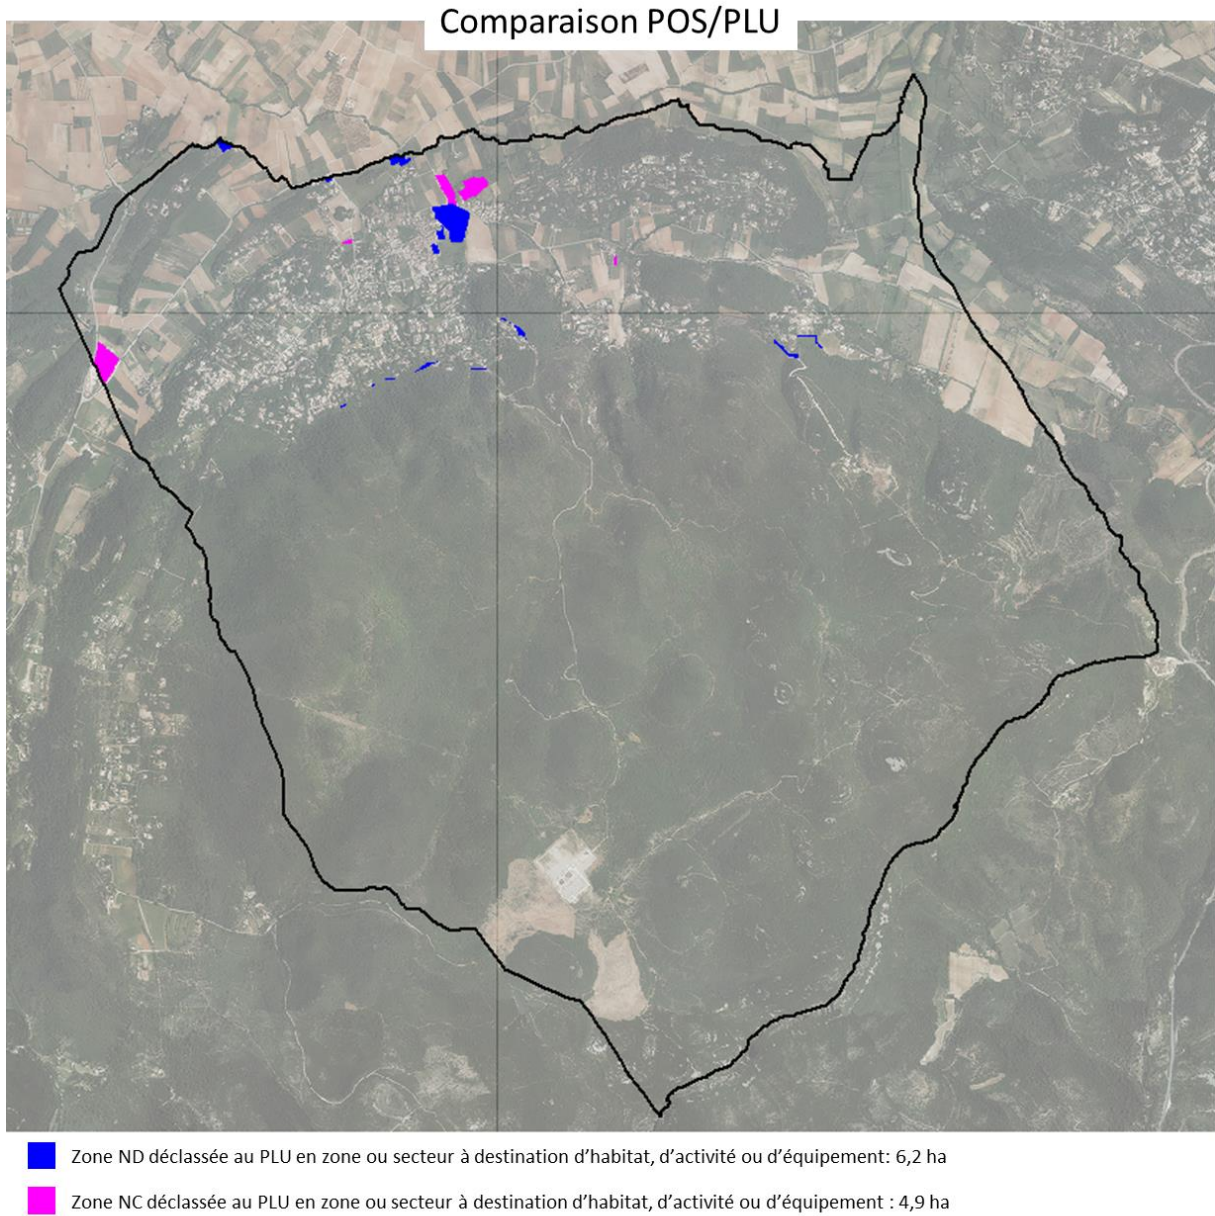 Comparaison POS/PLU
Zone ND déclassée au PLU en zone ou secteur à destination d’habitat, d’activité ou d’équipement: 6,2 ha
Zone NC déclassée au PLU en zone ou secteur à destination d’habitat, d’activité ou d’équipement : 4,9 ha